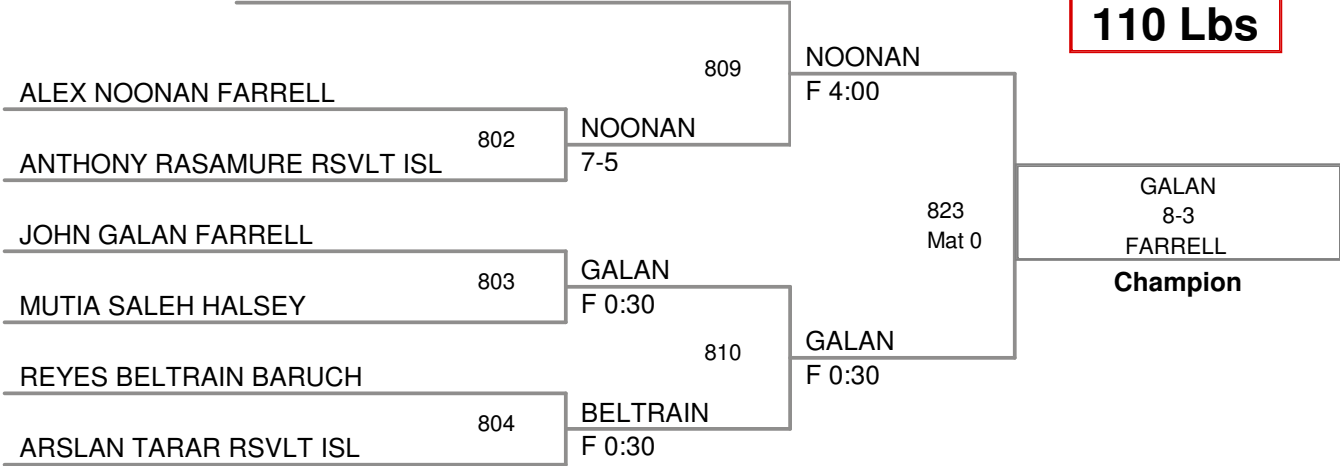 110 Lbs
809
NOONAN
F 4:00
ALEX NOONAN FARRELL
802
NOONAN
7-5
ANTHONY RASAMURE RSVLT ISL
823
Mat 0
GALAN
8-3
FARRELL
Champion
JOHN GALAN FARRELL
803
GALAN
F 0:30
MUTIA SALEH HALSEY
810
GALAN
F 0:30
REYES BELTRAIN BARUCH
804
BELTRAIN
F 0:30
ARSLAN TARAR RSVLT ISL